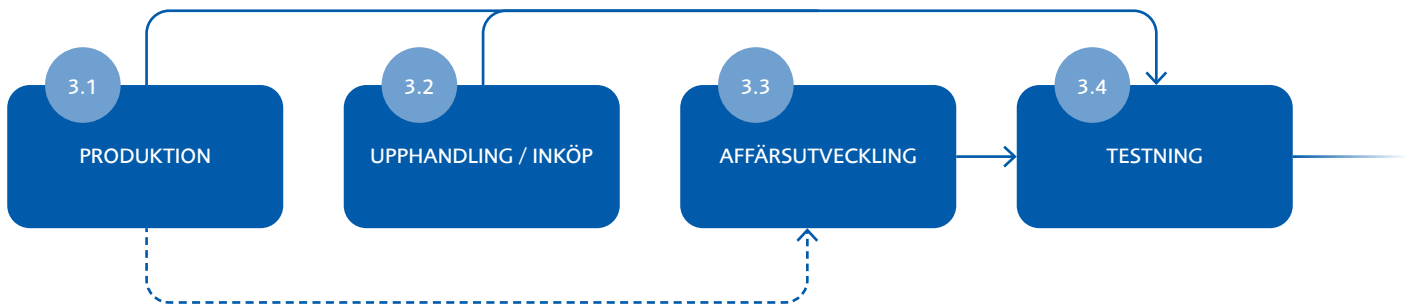 3.1
PRODUKTION
3.2
UPPHANDLING / INKÖP
3.3
AFFÄRSUTVECKLING
3.4
TESTNING